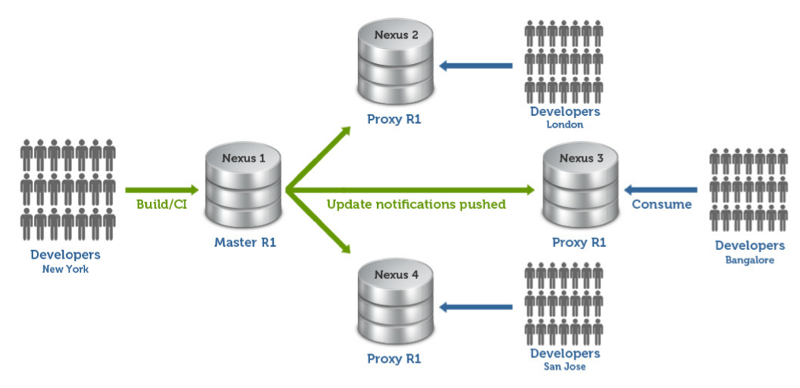 Nexus 2
Proxy R1
Developers
London
Nexus 1
Build/CI
Master R1
Developers
New York
Update notifications pushed
Nexus 3
Proxy R1
Consume
Developers
Bangalore
Nexus 4
Proxy R1
Developers
San Jose